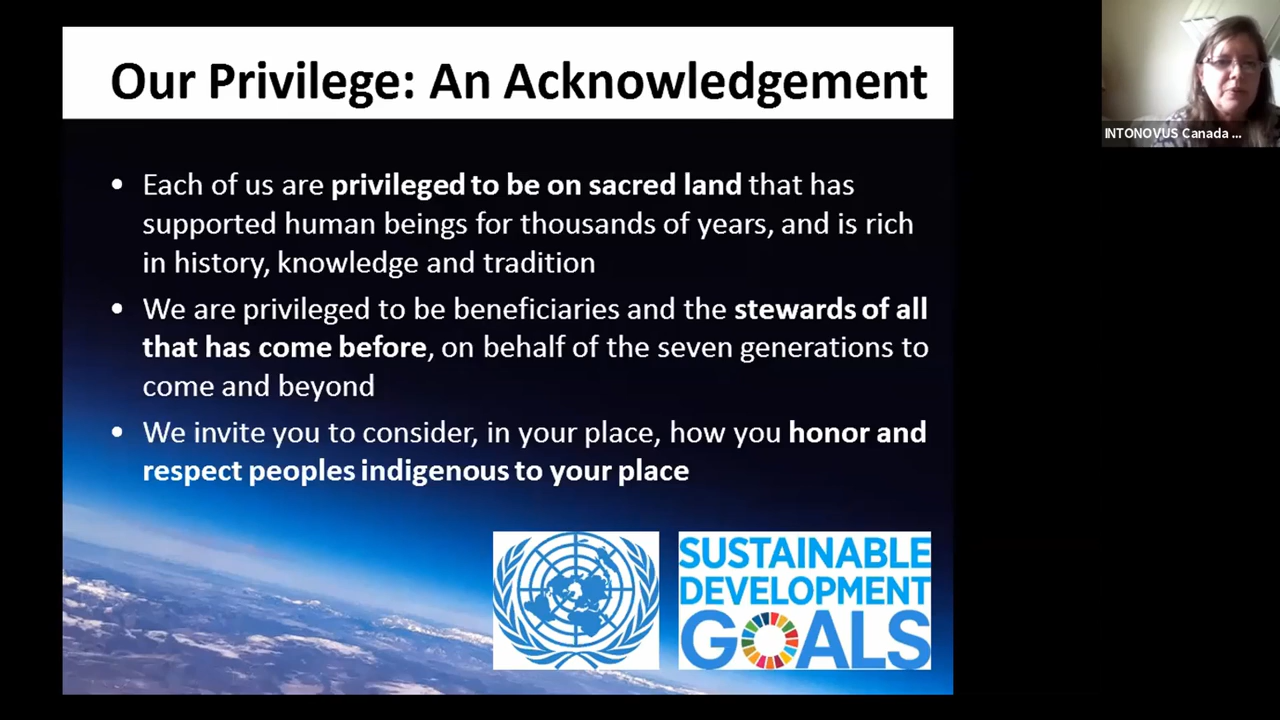 Our Privilege: An Acknowledgement
INTONOVUS Canada ...
• Each of us are privileged to be on sacred land that has
supported human beings for thousands of years, and is rich
in history, knowledge and tradition
• We are privileged to be beneficiaries and the stewards of all
that has come before, on behalf of the seven generations to
come and beyond
• We invite you to consider, in your place, how you honor and
respect peoples indigenous to your place
SUSTAINABLE
DEVELOPMENT
GOALS